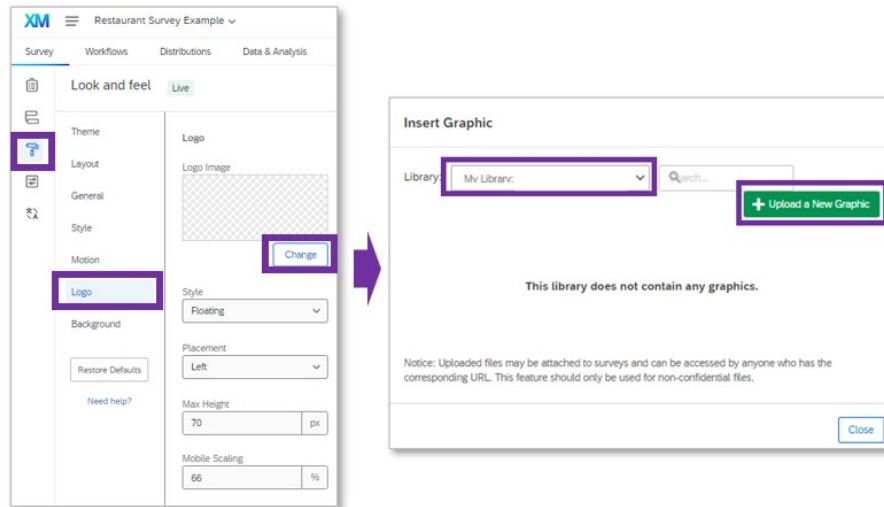 XM Restaurant Survey Example
Survey Workflows Distributions Data & Analysis
Look and feel Live
Theme
Layout
General
Style
Motion
Logo
Background
Restore Defaults
Need help?
Logo
Logo Image
Change
Style
Floating
Placement
Left
Max Height
70 px
Mobile Scaling
66 %
Insert Graphic
Library: My Library:
Upload a New Graphic
This library does not contain any graphics.
Notice: Uploaded files may be attached to surveys and can be accessed by anyone who has the
corresponding URL. This feature should only be used for non-confidential files.
Close